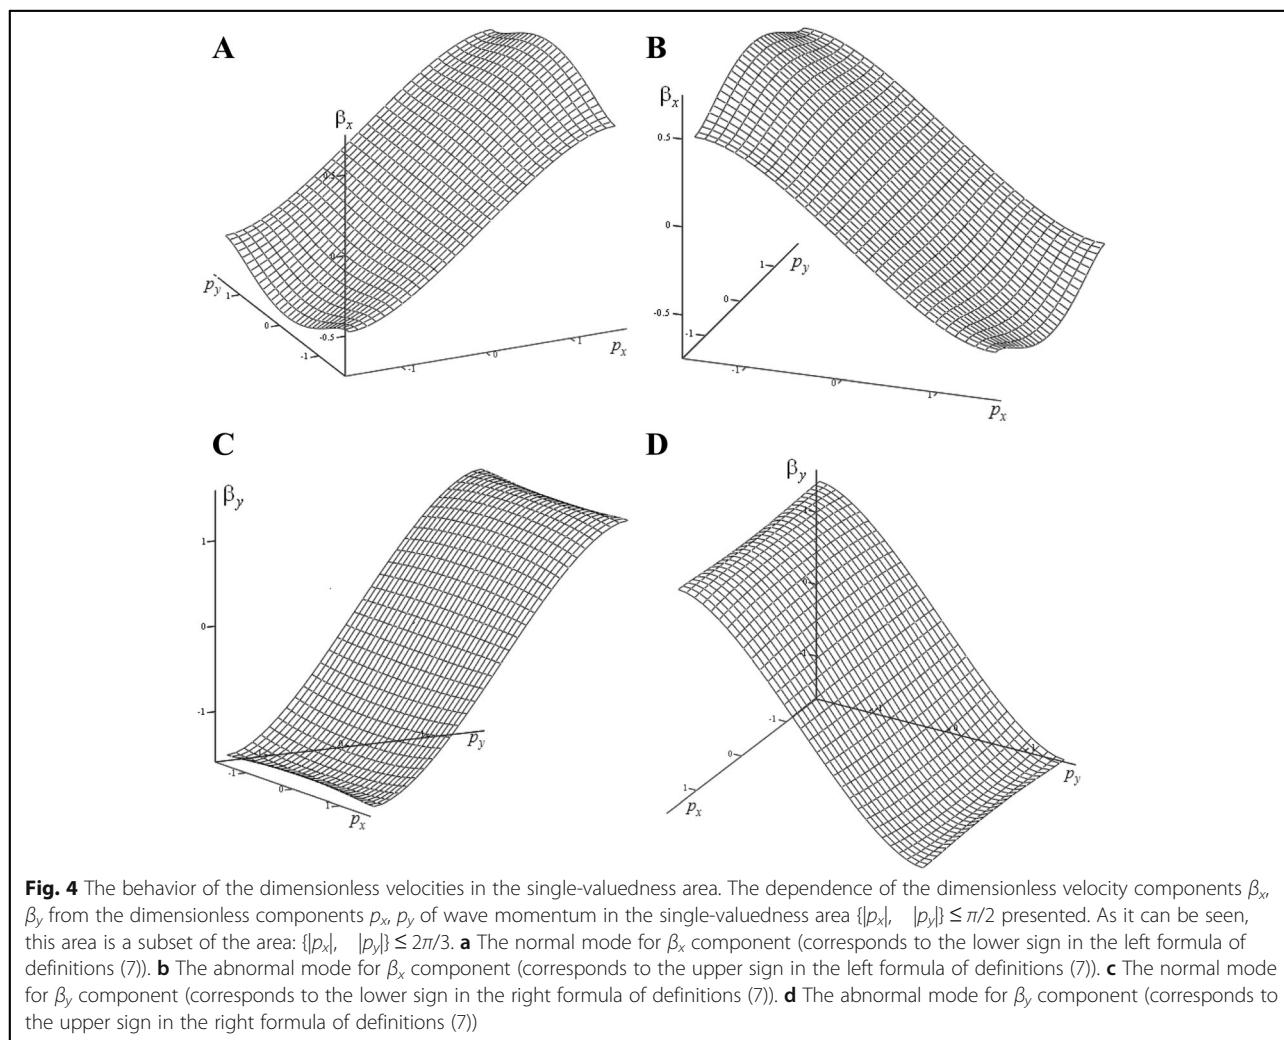 A
β_x
0.5
0
-0.5
p_y
1
0
-1
-1
0
1
p_x
B
β_x
0.5
0
-0.5
1
p_y
0
-1
-1
0
1
p_x
C
β_y
1
0
-1
-1
0
1
p_y
-1
0
1
p_x
D
β_y
1
0
-1
-1
0
1
p_x
-1
0
1
p_y
Fig. 4 The behavior of the dimensionless velocities in the single-valuedness area. The dependence of the dimensionless velocity components β_x,
β_y from the dimensionless components p_x, p_y of wave momentum in the single-valuedness area {|p_x|, |p_y|} ≤ π/2 presented. As it can be seen,
this area is a subset of the area: {|p_x|, |p_y|} ≤ 2π/3. a The normal mode for β_x component (corresponds to the lower sign in the left formula of
definitions (7)). b The abnormal mode for β_x component (corresponds to the upper sign in the left formula of definitions (7)). c The normal mode
for β_y component (corresponds to the lower sign in the right formula of definitions (7)). d The abnormal mode for β_y component (corresponds to
the upper sign in the right formula of definitions (7))